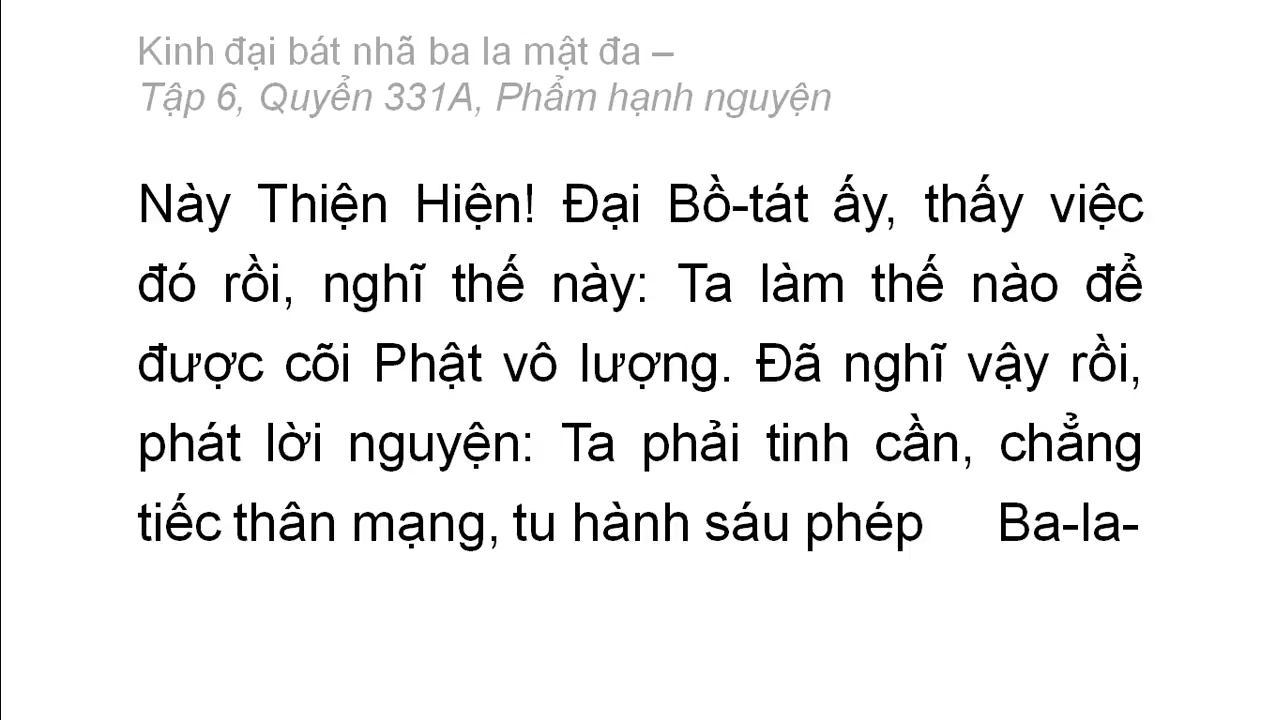 Kinh đại bát nhã ba la mật đa –
Tập 6, Quyển 331A, Phẩm hạnh nguyện
Này Thiện Hiện! Đại Bồ-tát ấy, thấy việc
đó rồi, nghĩ thế này: Ta làm thế nào để
được cõi Phật vô lượng. Đã nghĩ vậy rồi,
phát lời nguyện: Ta phải tinh cần, chẳng
tiếc thân mạng, tu hành sáu phép Ba-la-